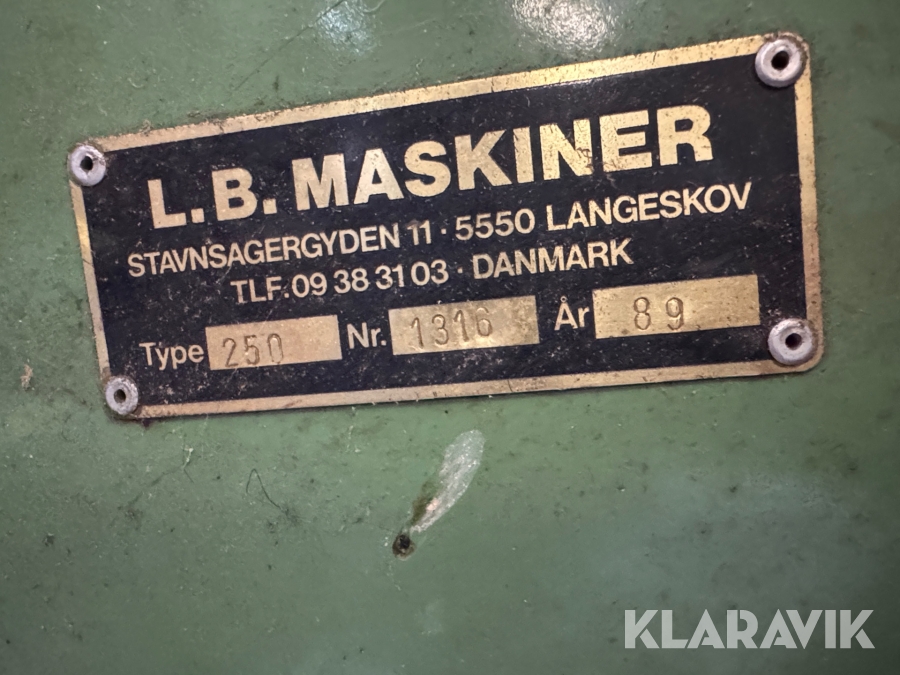 L.B. MASKINER
STAVNSAGERGYDEN 11 · 5550 LANGESKOV
TLF. 09 38 31 03 · DANMARK
Type 250 Nr. 1316 År 89
KLARAVIK